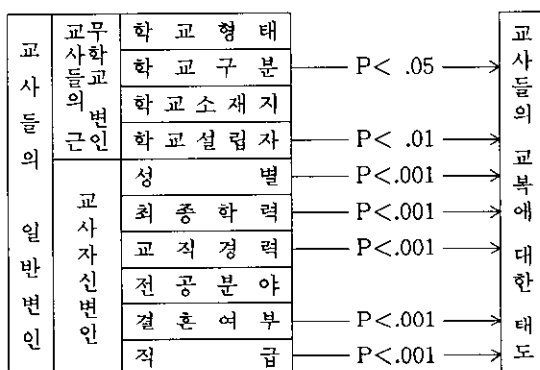 교사들의 일반변인
교사들의 근
무학교 변인
학교형태
학교구분 P< .05
학교소재지
학교설립자 P< .01
교사자신변안
성별 P<.001
최종학력 P<.001
교직경력 P<.001
전공분야
결혼여부 P<.001
직급 P<.001
교사들의 교복에 대한 태도